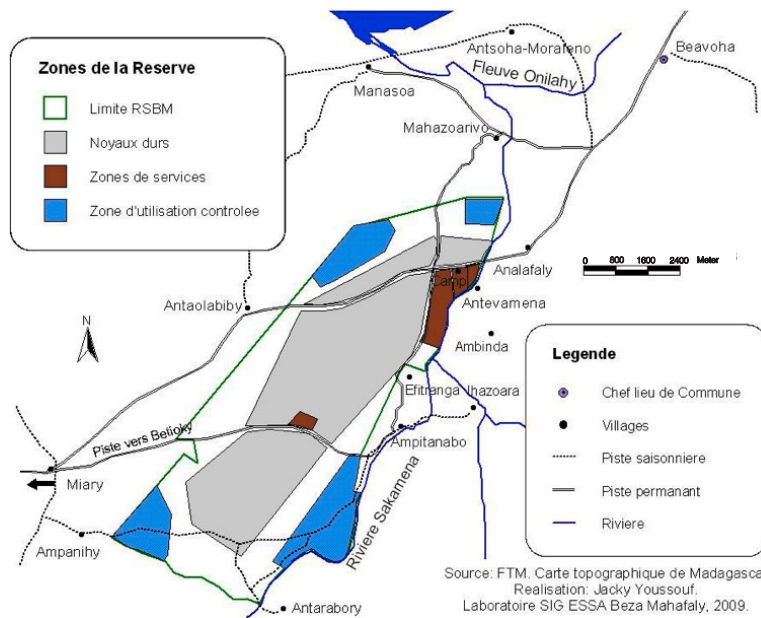 Zones de la Reserve
Limite RSBM
Noyaux durs
Zones de services
Zone d'utilisation controlee
Antsoha-Morafeno
Beavoha
Fleuve Onilahy
Manasoa
Mahazoarivo
Analafaly
0 800 1600 2400 Meter
Camp
Antaolabiby
Antevamena
N
Ambinda
Efitranga
Ihazoara
Piste vers Betioky
Ampitanabo
Miary
Riviere Sakamena
Ampanihy
Antarabory
Legende
Chef lieu de Commune
Villages
Piste saisonniere
Piste permanant
Riviere
Source: FTM. Carte topographique de Madagasca
Realisation: Jacky Youssouf.
Laboratoire SIG ESSA Beza Mahafaly, 2009.